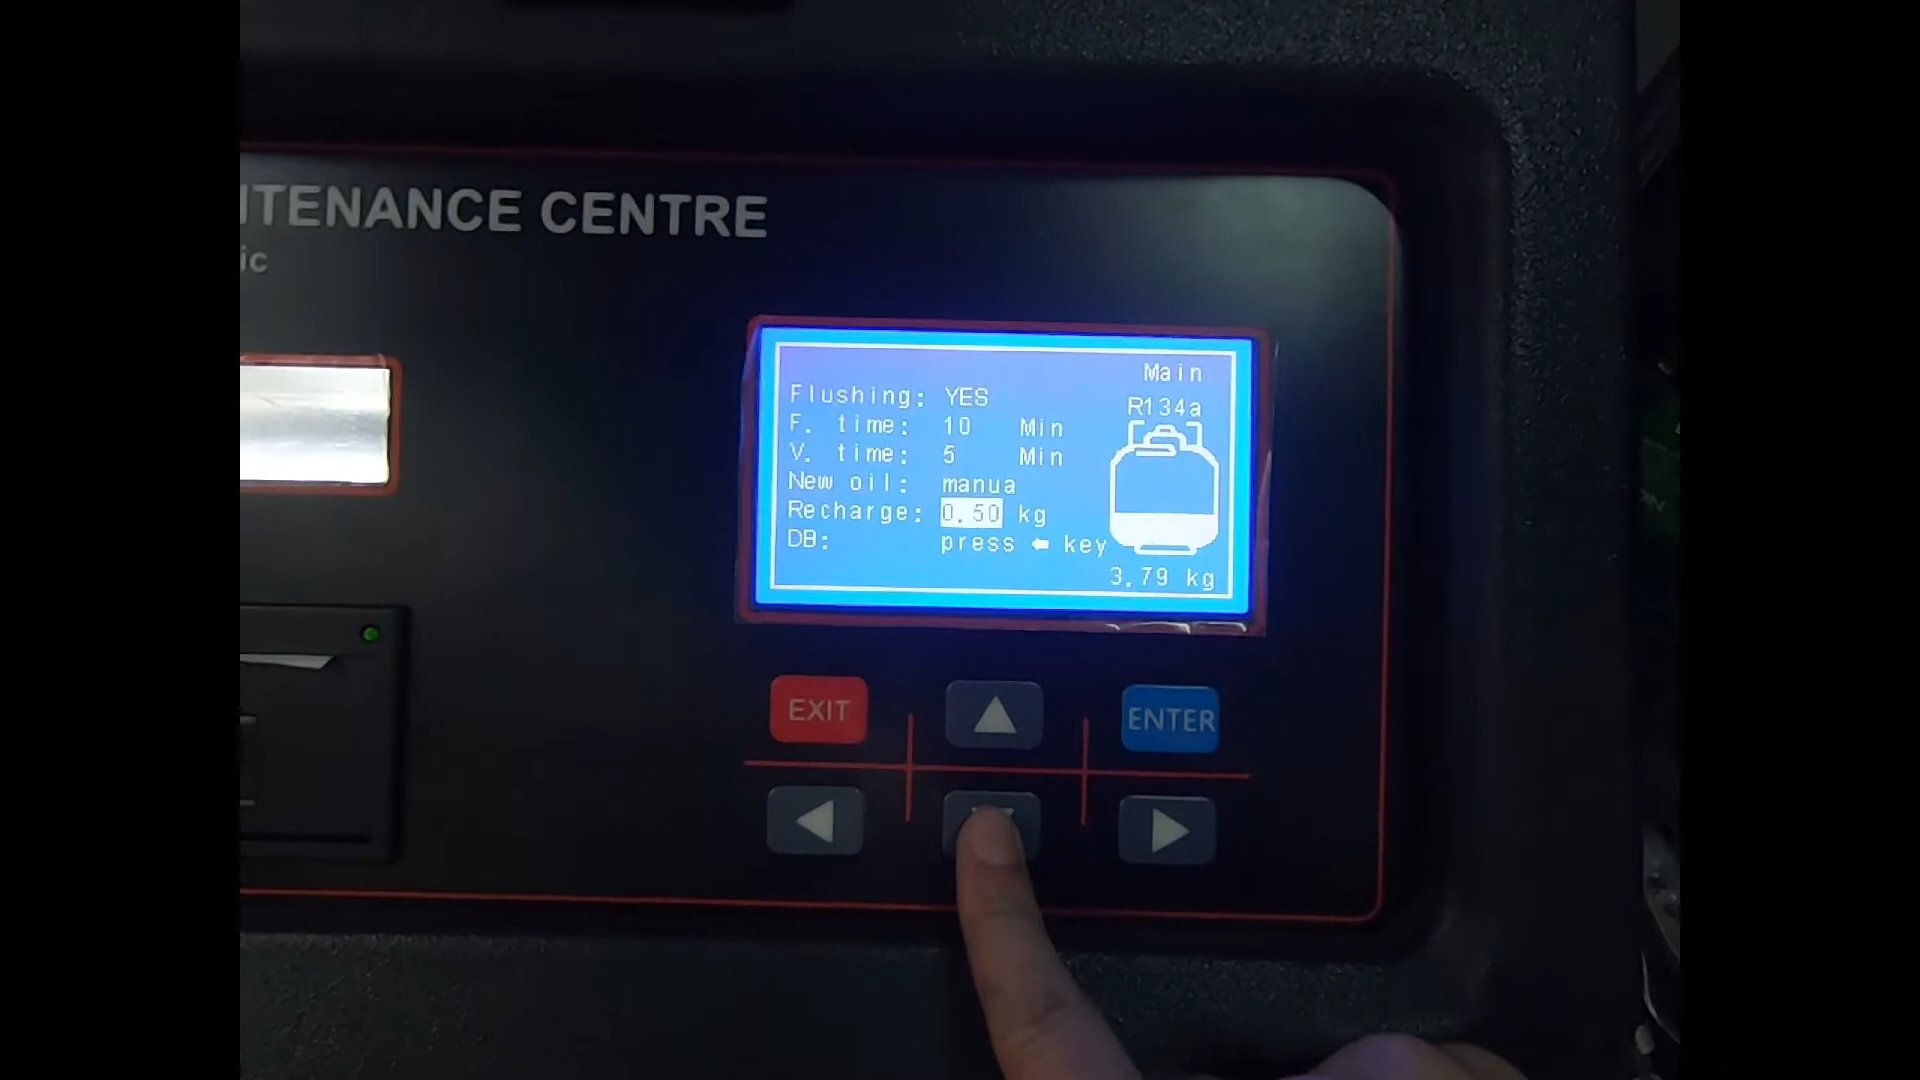 NTENANCE CENTRE
ic
Main
Flushing: YES
R134a
F. time: 10 Min
V. time: 5 Min
New oil: manua
Recharge: 0.50 kg
DB: press ⬅ key
3.79 kg
EXIT
ENTER